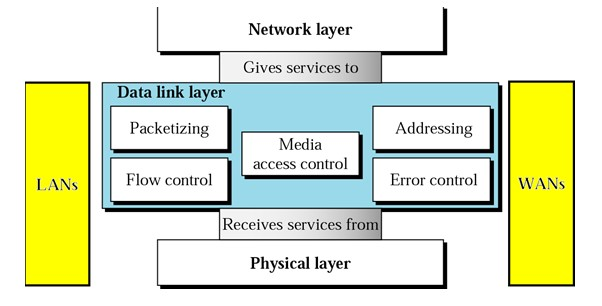 Network layer
Gives services to
Data link layer
Packetizing
Addressing
Media
access control
Flow control
Error control
LANs
WANs
Receives services from
Physical layer